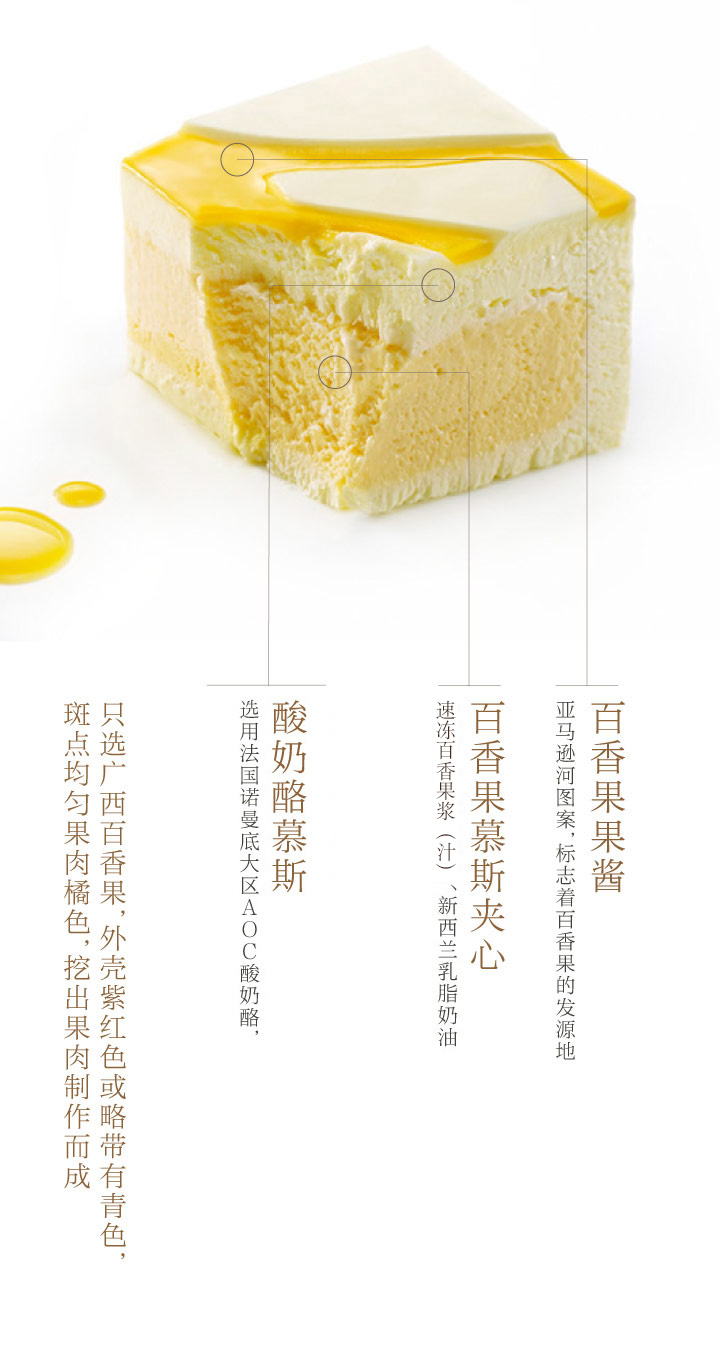 百香果果酱
亚马逊河图案,标志着百香果的发源地
百香果慕斯夹心
速冻百香果浆(汁)、新西兰乳脂奶油
酸奶酪慕斯
选用法国诺曼底大区AOC酸奶酪,
只选广西百香果,外壳紫红色或略带有青色,
斑点均匀果肉橘色,挖出果肉制作而成